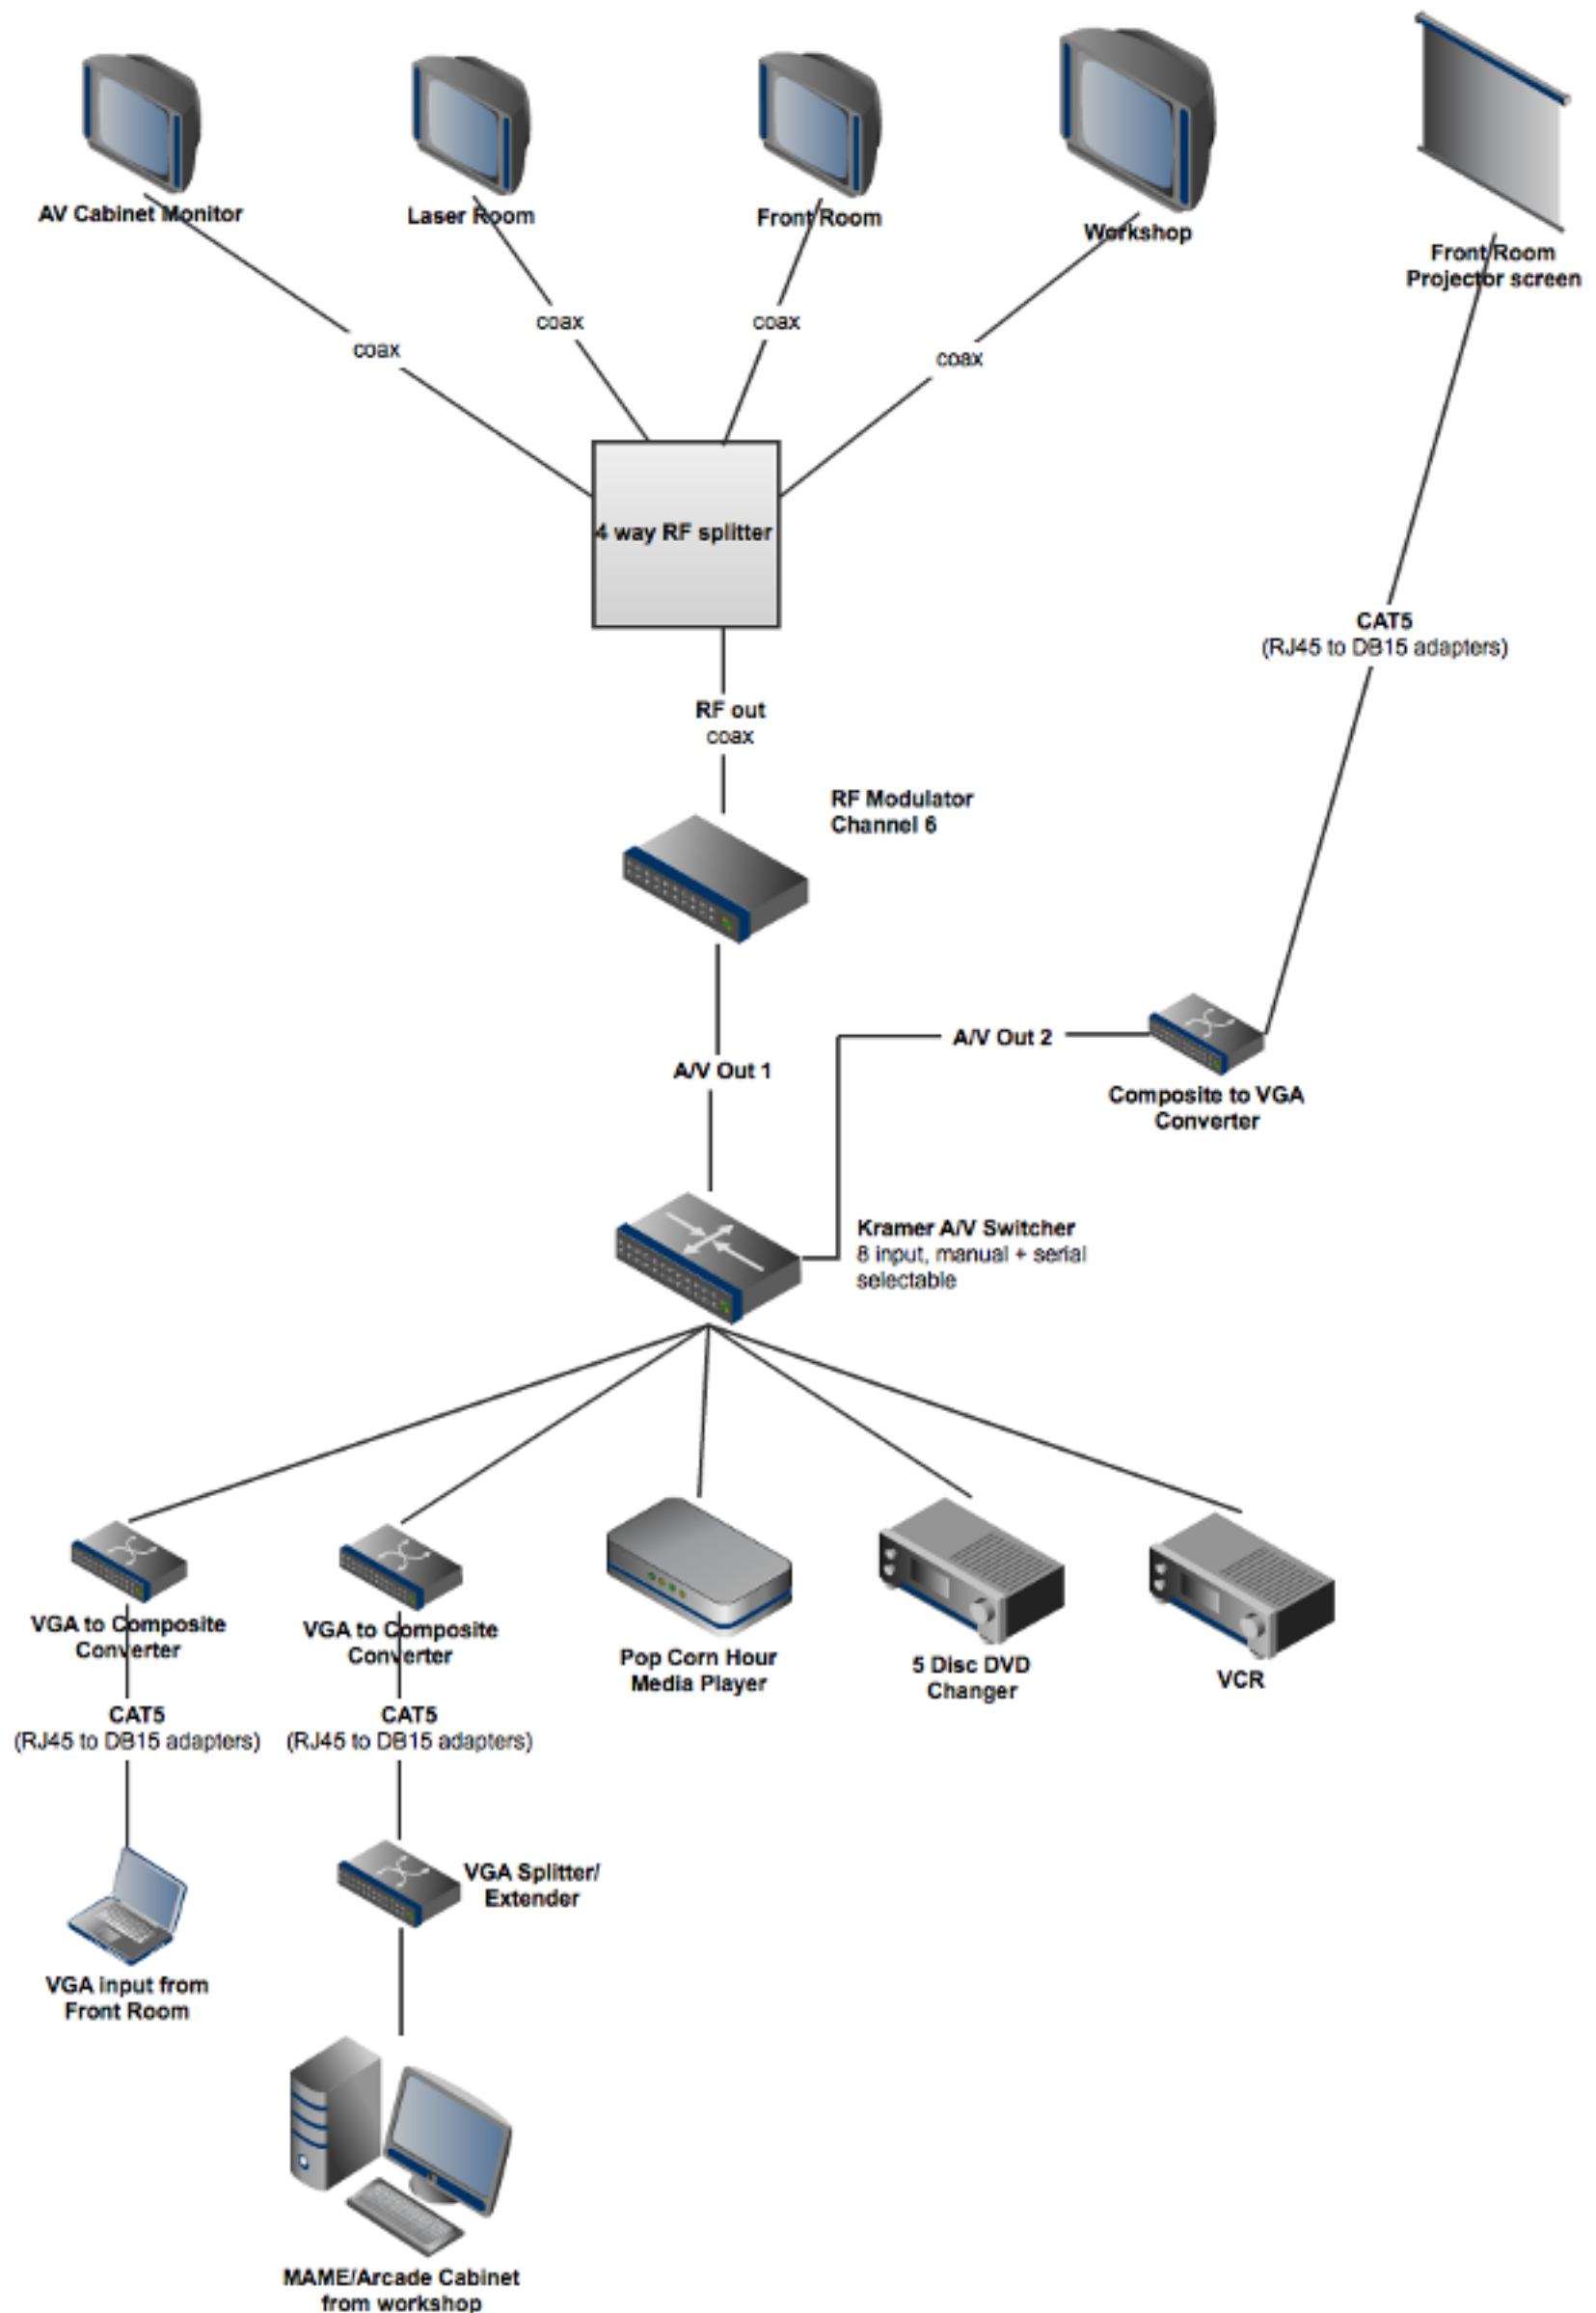 AV Cabinet Monitor
Laser Room
Front Room
Workshop
Front Room
Projector screen
coax
coax
coax
coax
4 way RF splitter
CAT5
(RJ45 to DB15 adapters)
RF out
coax
RF Modulator
Channel 6
A/V Out 1
A/V Out 2
Composite to VGA
Converter
Kramer A/V Switcher
8 input, manual + serial
selectable
VGA to Composite
Converter
VGA to Composite
Converter
Pop Corn Hour
Media Player
5 Disc DVD
Changer
VCR
CAT5
(RJ45 to DB15 adapters)
CAT5
(RJ45 to DB15 adapters)
VGA Splitter/
Extender
VGA input from
Front Room
MAME/Arcade Cabinet
from workshop